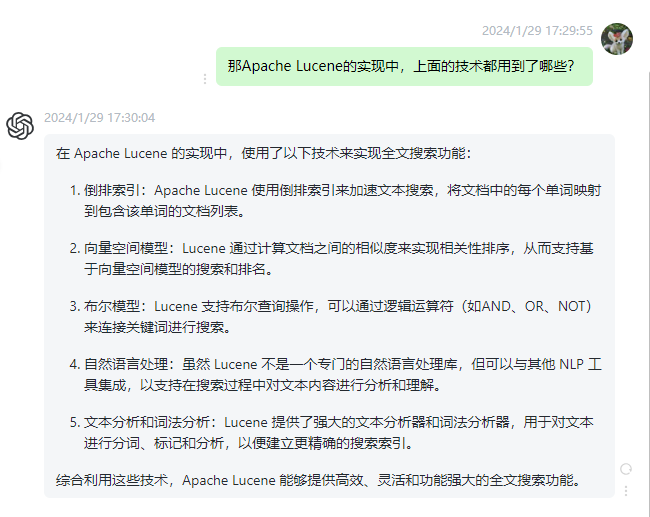 2024/1/29 17:29:55
那Apache Lucene的实现中，上面的技术都用到了哪些？
2024/1/29 17:30:04
在 Apache Lucene 的实现中，使用了以下技术来实现全文搜索功能：
1. 倒排索引：Apache Lucene 使用倒排索引来加速文本搜索，将文档中的每个单词映射
到包含该单词的文档列表。
2. 向量空间模型：Lucene 通过计算文档之间的相似度来实现相关性排序，从而支持基
于向量空间模型的搜索和排名。
3. 布尔模型：Lucene 支持布尔查询操作，可以通过逻辑运算符（如AND、OR、NOT）
来连接关键词进行搜索。
4. 自然语言处理：虽然 Lucene 不是一个专门的自然语言处理库，但可以与其他 NLP 工
具集成，以支持在搜索过程中对文本内容进行分析和理解。
5. 文本分析和词法分析：Lucene 提供了强大的文本分析器和词法分析器，用于对文本
进行分词、标记和分析，以便建立更精确的搜索索引。
综合利用这些技术，Apache Lucene 能够提供高效、灵活和功能强大的全文搜索功能。